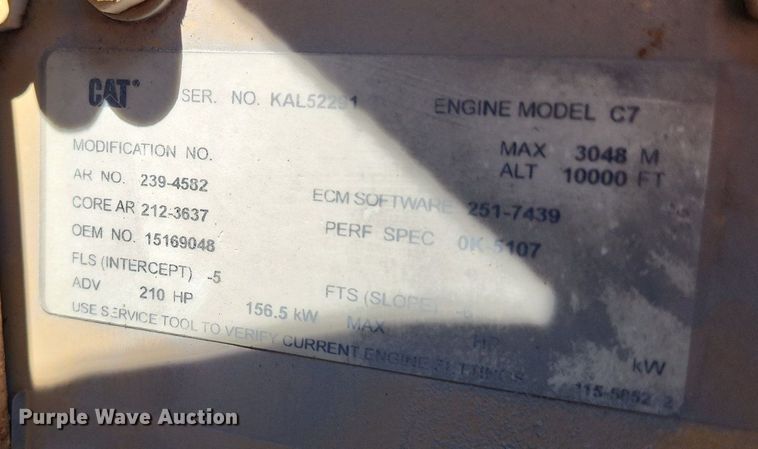 CAT® SER. NO. KAL52291 ENGINE MODEL C7
MODIFICATION NO. MAX 3048 M
ALT 10000 FT
AR NO. 239-4582 ECM SOFTWARE 251-7439
CORE AR 212-3637 PERF SPEC 0K-5107
OEM NO. 15169048
FLS (INTERCEPT) -5 FTS (SLOPE)
ADV 210 HP 156.5 kW MAX HP kW
USE SERVICE TOOL TO VERIFY CURRENT ENGINE SETTINGS
Purple Wave Auction